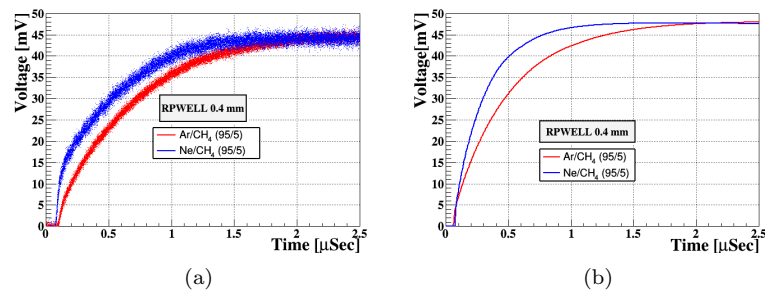 Voltage [mV]
50
45
40
35
30
25
20
15
10
5
0
RPWELL 0.4 mm
Ar/CH₄ (95/5)
Ne/CH₄ (95/5)
0 0.5 1 1.5 2 2.5
Time [μSec]
(a)
Voltage[mV]
50
45
40
35
30
25
20
15
10
5
0
RPWELL 0.4 mm
Ar/CH₄ (95/5)
Ne/CH₄ (95/5)
0 0.5 1 1.5 2 2.5
Time [μSec]
(b)